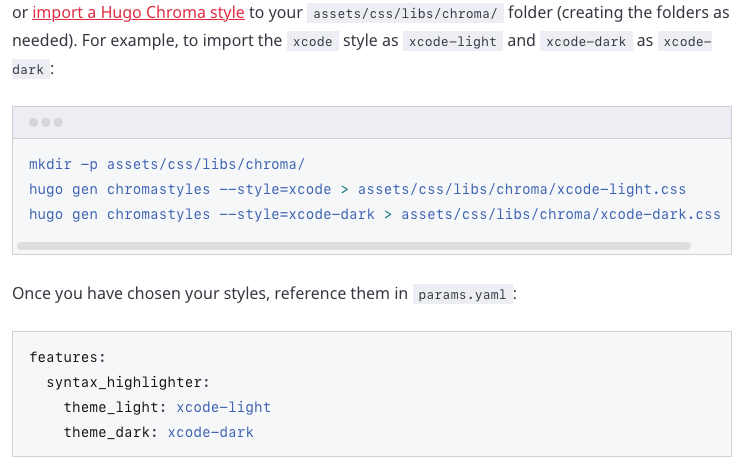 or import a Hugo Chroma style to your assets/css/libs/chroma/ folder (creating the folders as
needed). For example, to import the xcode style as xcode-light and xcode-dark as xcode-
dark :
mkdir -p assets/css/libs/chroma/
hugo gen chromastyles --style=xcode > assets/css/libs/chroma/xcode-light.css
hugo gen chromastyles --style=xcode-dark > assets/css/libs/chroma/xcode-dark.css
Once you have chosen your styles, reference them in params.yaml :
features:
  syntax_highlighter:
    theme_light: xcode-light
    theme_dark: xcode-dark